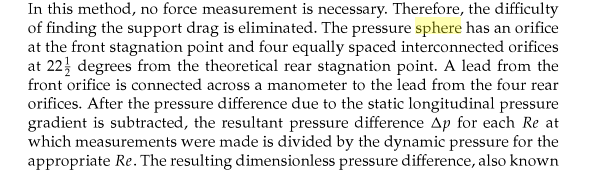 In this method, no force measurement is necessary. Therefore, the difficulty
of finding the support drag is eliminated. The pressure sphere has an orifice
at the front stagnation point and four equally spaced interconnected orifices
at 22½ degrees from the theoretical rear stagnation point. A lead from the
front orifice is connected across a manometer to the lead from the four rear
orifices. After the pressure difference due to the static longitudinal pressure
gradient is subtracted, the resultant pressure difference Δp for each Re at
which measurements were made is divided by the dynamic pressure for the
appropriate Re. The resulting dimensionless pressure difference, also known